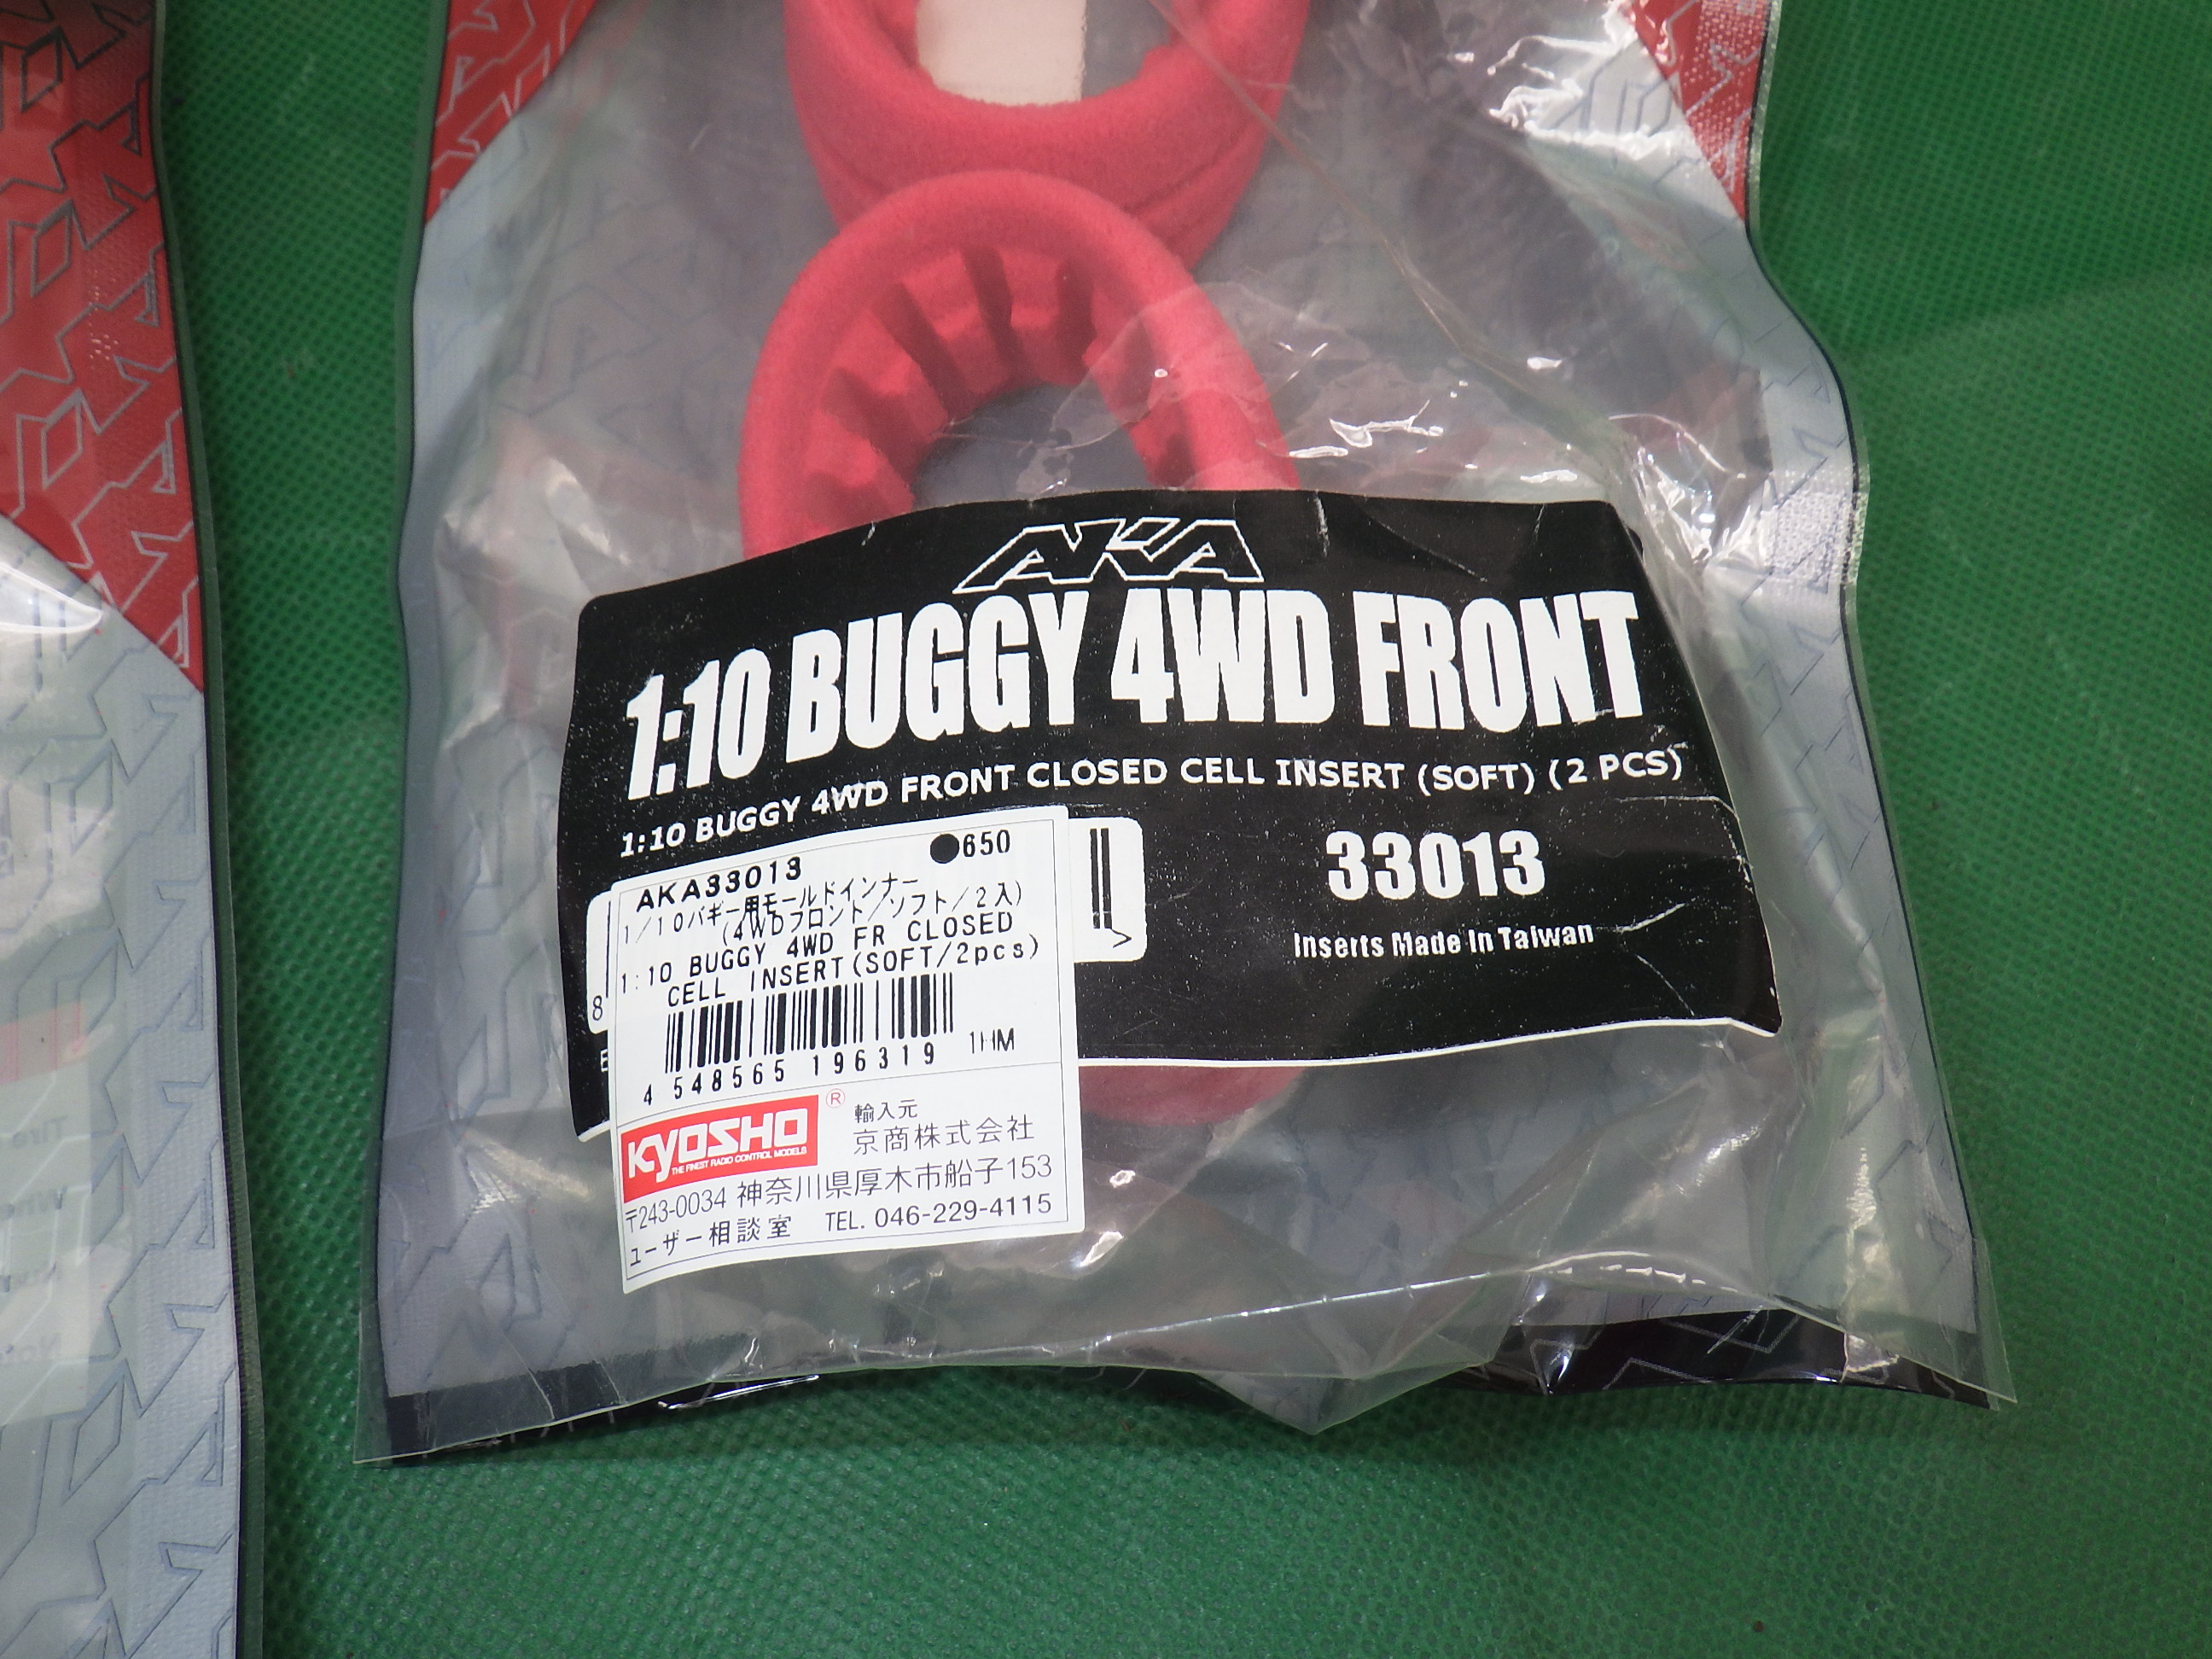 AKA
1:10 BUGGY 4WD FRONT
1:10 BUGGY 4WD FRONT CLOSED CELL INSERT (SOFT) (2 PCS)
33013
Inserts Made In Taiwan
8
E
●650
AKA33013
1/10バギー用モールドインナー
(4WDフロント/ソフト/2入)
1:10 BUGGY 4WD FR CLOSED
CELL INSERT(SOFT/2pcs)
4 548565 196319
1HM
KYOSHO®
THE FINEST RADIO CONTROL MODELS
輸入元
京商株式会社
〒243-0034 神奈川県厚木市船子153
ユーザー相談室 TEL. 046-229-4115